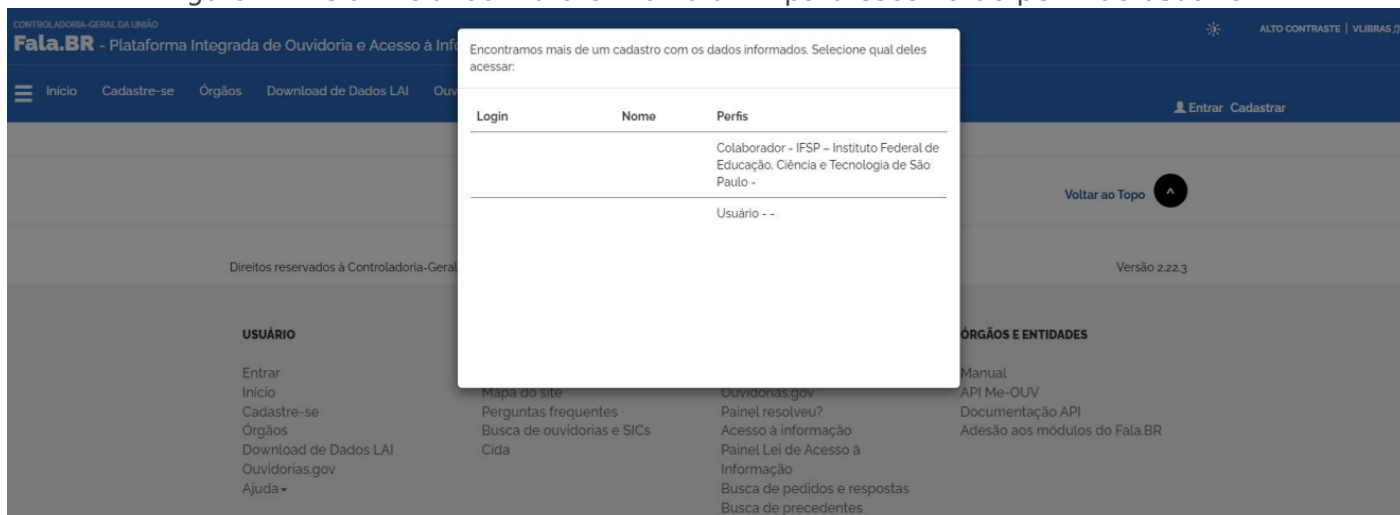 CONTROLADORIA-GERAL DA UNIÃO
Fala.BR - Plataforma Integrada de Ouvidoria e Acesso à
ALTO CONTRASTE | VLIBRAS
Início Cadastre-se Órgãos Download de Dados LAI
Entrar Cadastrar
Encontramos mais de um cadastro com os dados informados. Selecione qual deles
acessar:
Login Nome Perfis
Colaborador - IFSP – Instituto Federal de
Educação, Ciência e Tecnologia de São
Paulo -
Usuário - -
Voltar ao Topo
Direitos reservados à Controladoria-Geral
Versão 2.22.3
USUÁRIO
Entrar
Início
Cadastre-se
Órgãos
Download de Dados LAI
Ouvidorias.gov
Ajuda
Mapa do site
Perguntas frequentes
Busca de ouvidorias e SICs
Cida
Ouvidorias.gov
Painel resolveu?
Acesso à informação
Painel Lei de Acesso à
Informação
Busca de pedidos e respostas
Busca de precedentes
ÓRGÃOS E ENTIDADES
Manual
API Me-OUV
Documentação API
Adesão aos módulos do Fala.BR